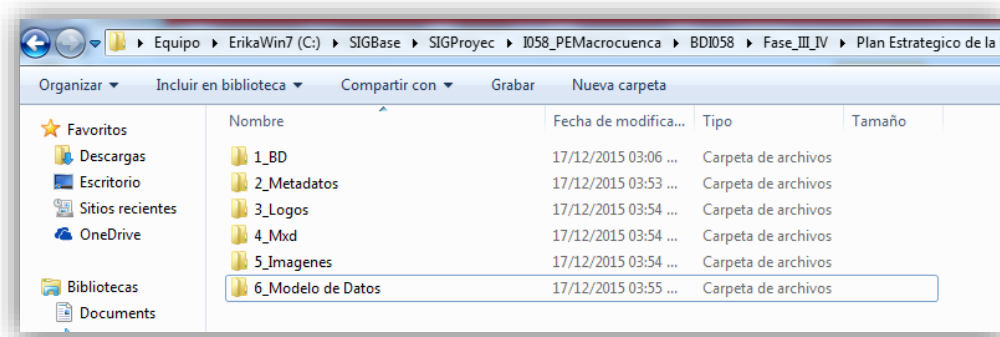 Equipo ▸ ErikaWin7 (C:) ▸ SIGBase ▸ SIGProyec ▸ I058_PEMacrocuenca ▸ BDI058 ▸ Fase_III_IV ▸ Plan Estrategico de la
Organizar Incluir en biblioteca Compartir con Grabar Nueva carpeta
Favoritos
Descargas
Escritorio
Sitios recientes
OneDrive
Bibliotecas
Documents
Nombre Fecha de modifica... Tipo Tamaño
1_BD 17/12/2015 03:06 ... Carpeta de archivos
2_Metadatos 17/12/2015 03:53 ... Carpeta de archivos
3_Logos 17/12/2015 03:54 ... Carpeta de archivos
4_Mxd 17/12/2015 03:54 ... Carpeta de archivos
5_Imagenes 17/12/2015 03:54 ... Carpeta de archivos
6_Modelo de Datos 17/12/2015 03:55 ... Carpeta de archivos